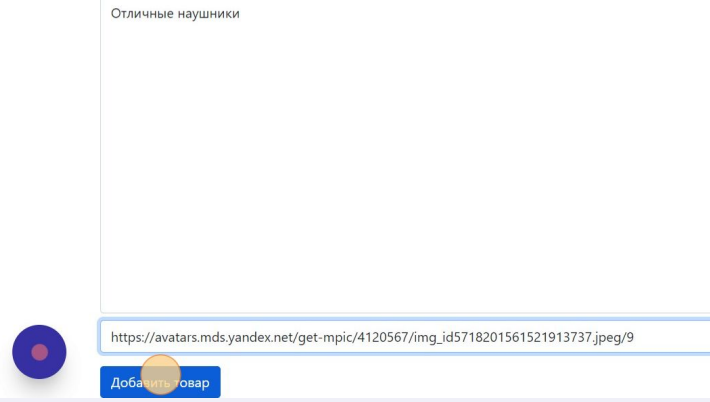 Отличные наушники
https://avatars.mds.yandex.net/get-mpic/4120567/img_id5718201561521913737.jpeg/9
Добавить товар